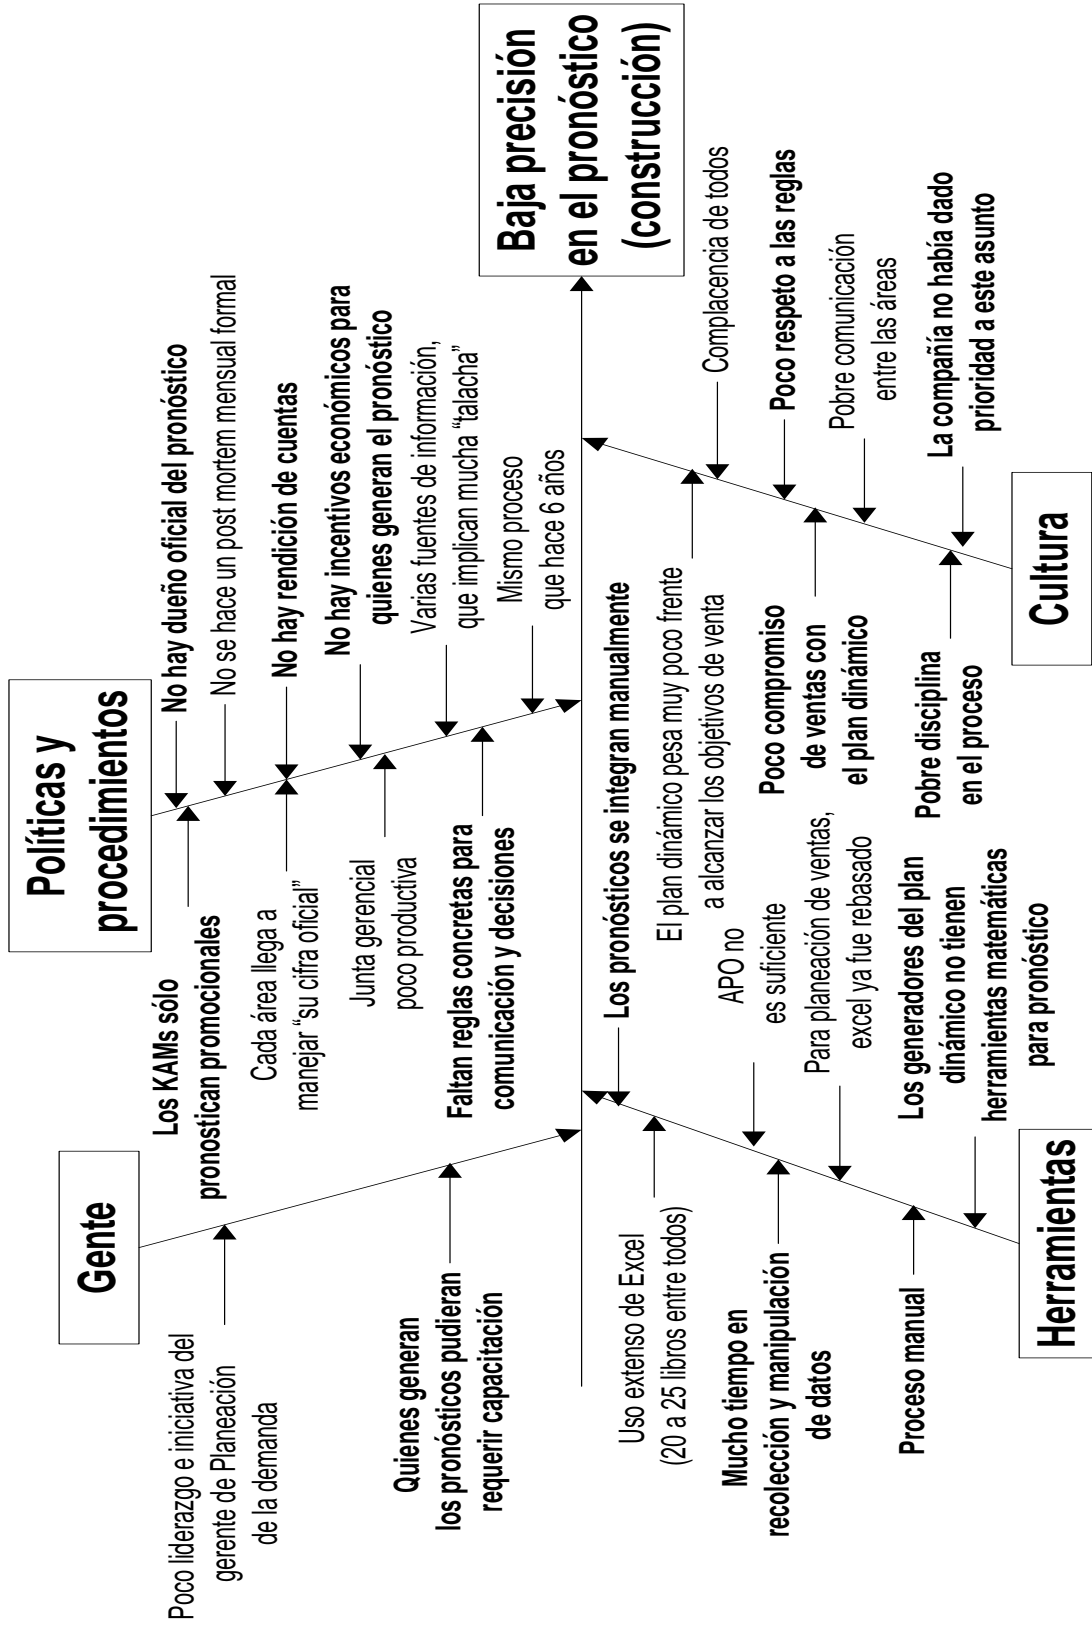 Gente
Poco liderazgo e iniciativa del
gerente de Planeación
de la demanda
Quienes generan
los pronósticos pudieran
requerir capacitación
Políticas y
procedimientos
Los KAMs sólo
pronostican promocionales
Cada área llega a
manejar “su cifra oficial”
Junta gerencial
poco productiva
Faltan reglas concretas para
comunicación y decisiones
No hay dueño oficial del pronóstico
No se hace un post mortem mensual formal
No hay rendición de cuentas
No hay incentivos económicos para
quienes generan el pronóstico
Varias fuentes de información,
que implican mucha “talacha”
Mismo proceso
que hace 6 años
Baja precisión
en el pronóstico
(construcción)
Uso extenso de Excel
(20 a 25 libros entre todos)
Mucho tiempo en
recolección y manipulación
de datos
Proceso manual
Herramientas
Los pronósticos se integran manualmente
APO no
es suficiente
Para planeación de ventas,
excel ya fue rebasado
Los generadores del plan
dinámico no tienen
herramientas matemáticas
para pronóstico
El plan dinámico pesa muy poco frente
a alcanzar los objetivos de venta
Poco compromiso
de ventas con
el plan dinámico
Pobre disciplina
en el proceso
Cultura
Complacencia de todos
Poco respeto a las reglas
Pobre comunicación
entre las áreas
La compañía no había dado
prioridad a este asunto